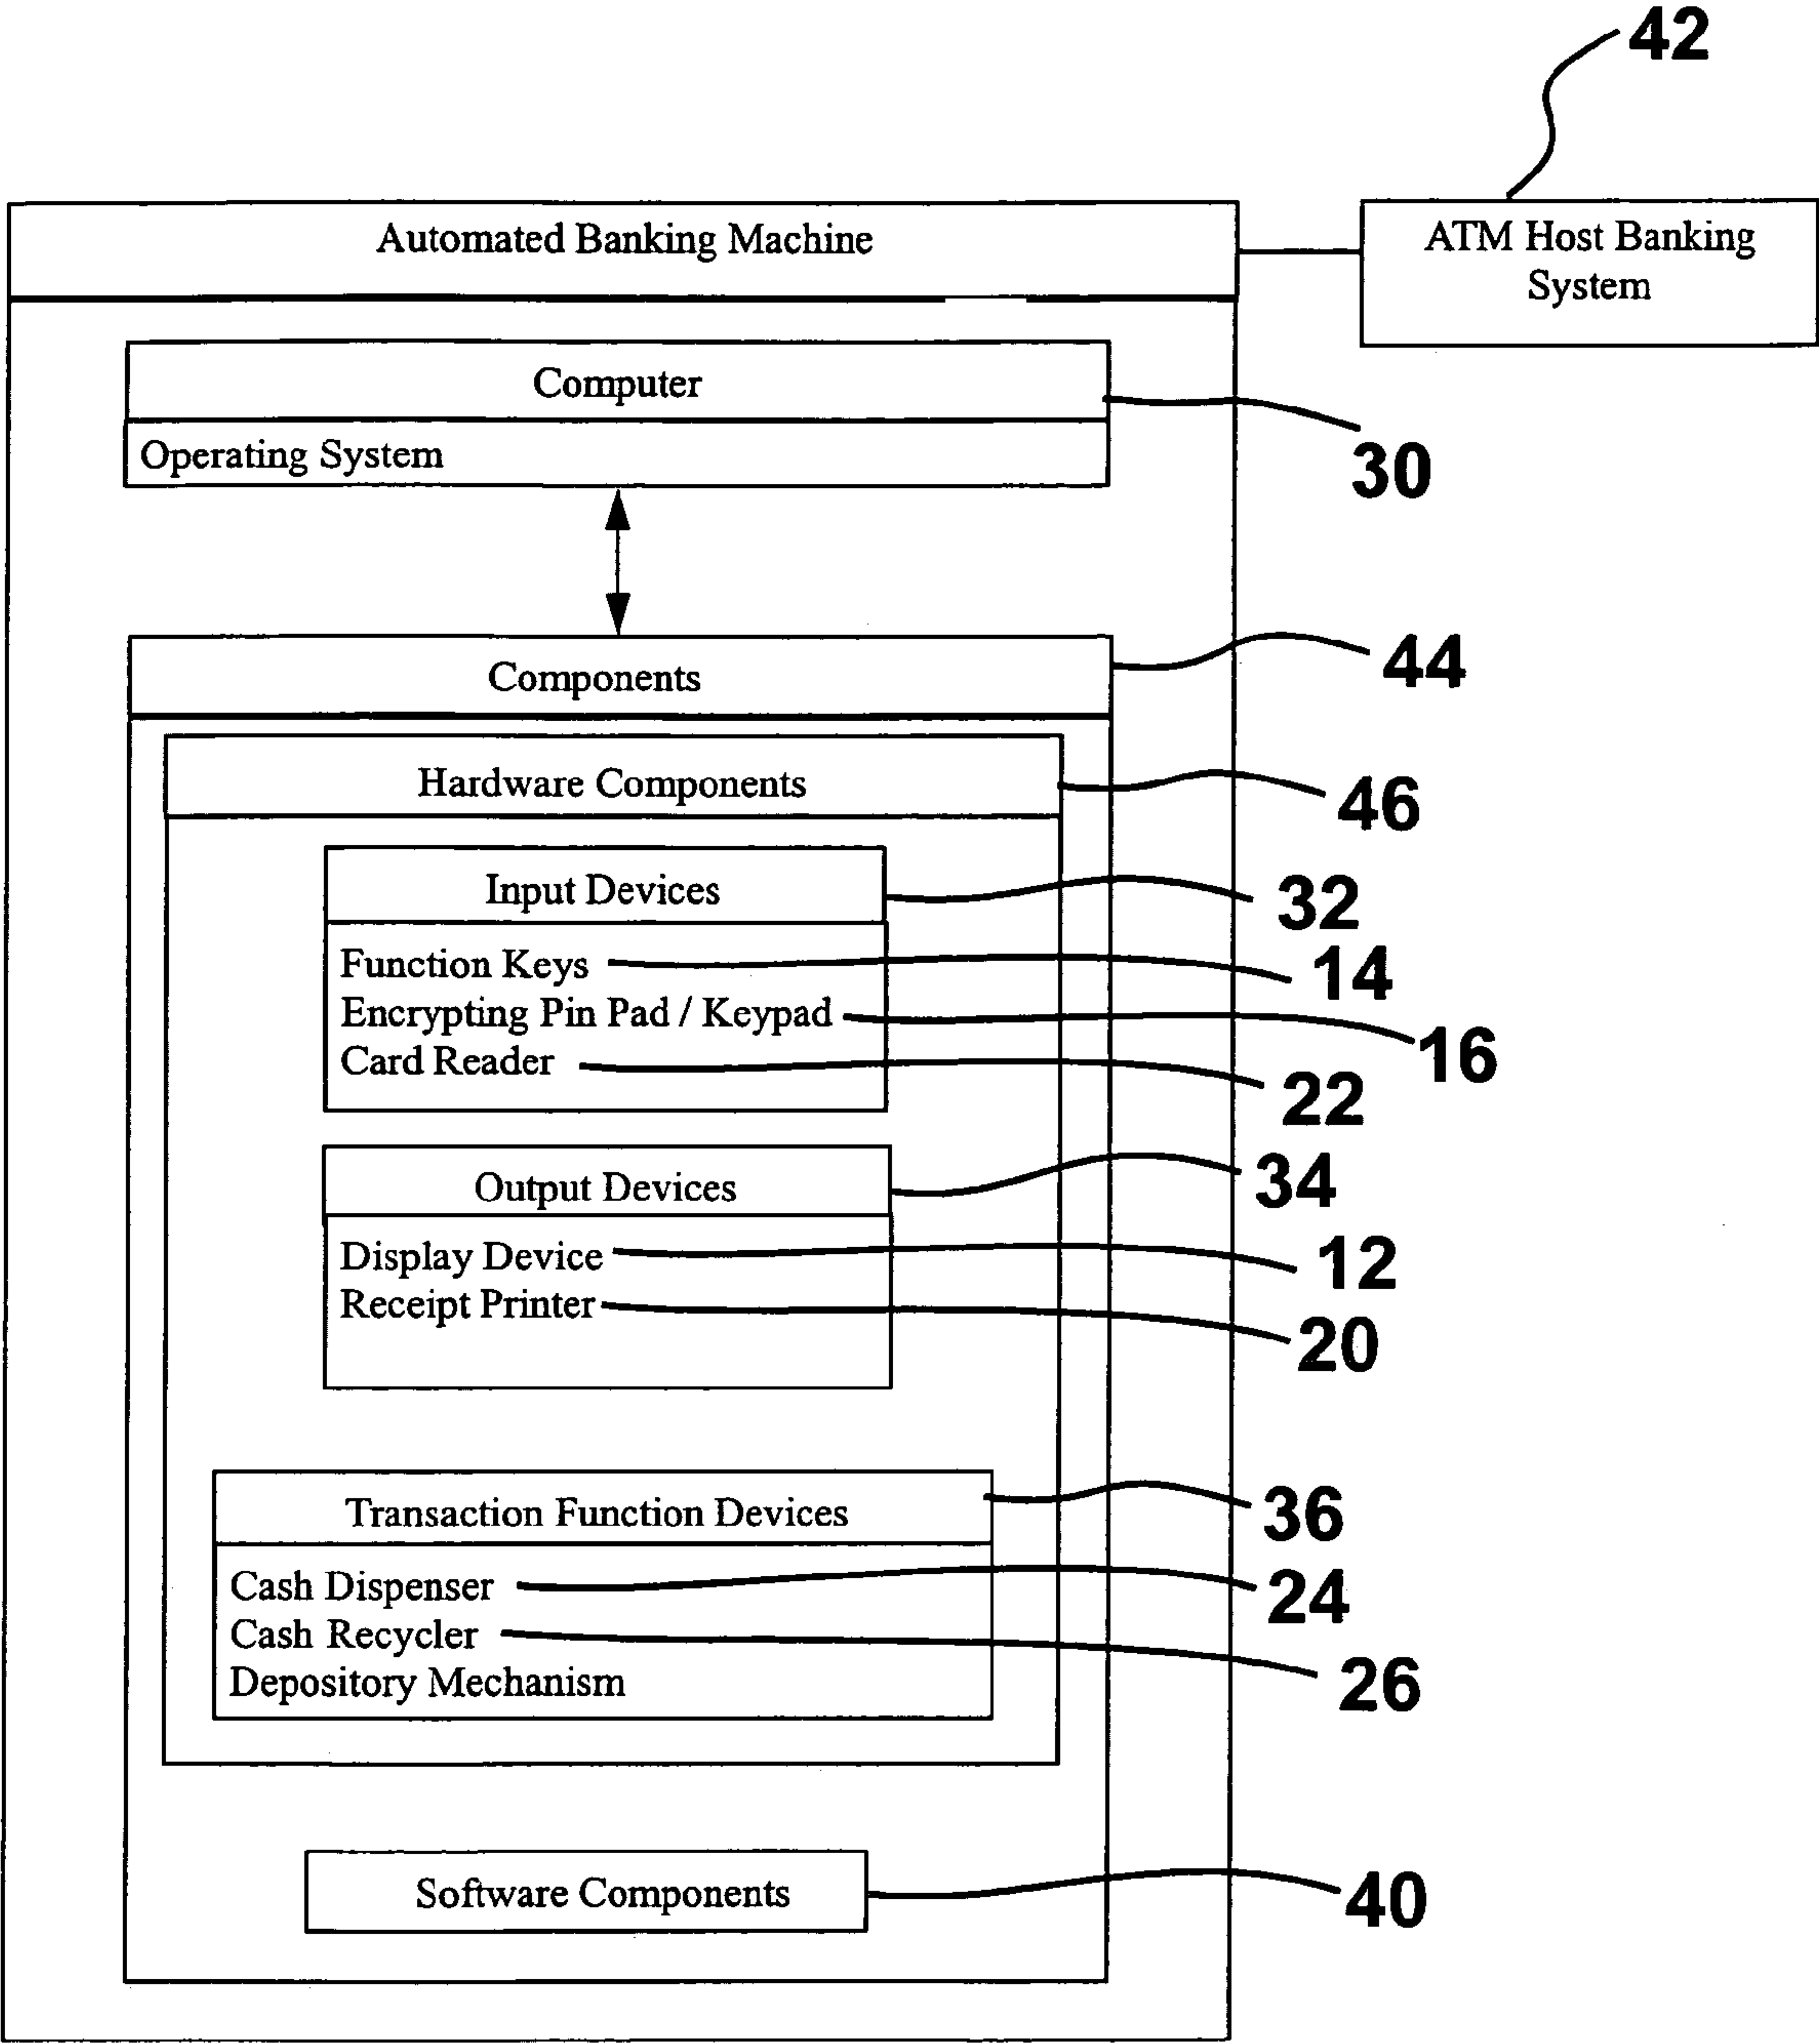 42
Automated Banking Machine
ATM Host Banking
System
Computer
30
Operating System
Components
44
Hardware Components
46
Input Devices
32
Function Keys
14
Encrypting Pin Pad / Keypad
16
Card Reader
22
Output Devices
34
Display Device
12
Receipt Printer
20
Transaction Function Devices
36
Cash Dispenser
24
Cash Recycler
26
Depository Mechanism
Software Components
40